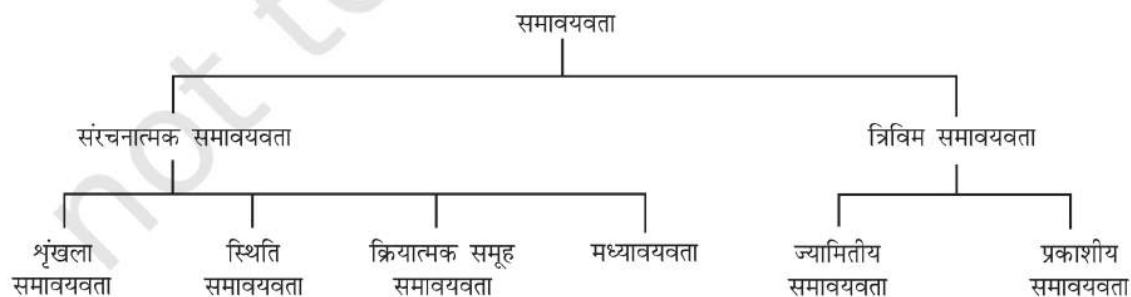 समावयवता
संरचनात्मक समावयवता
त्रिविम समावयवता
शृंखला
समावयवता
स्थिति
समावयवता
क्रियात्मक समूह
समावयवता
मध्यावयवता
ज्यामितीय
समावयवता
प्रकाशीय
समावयवता
not t